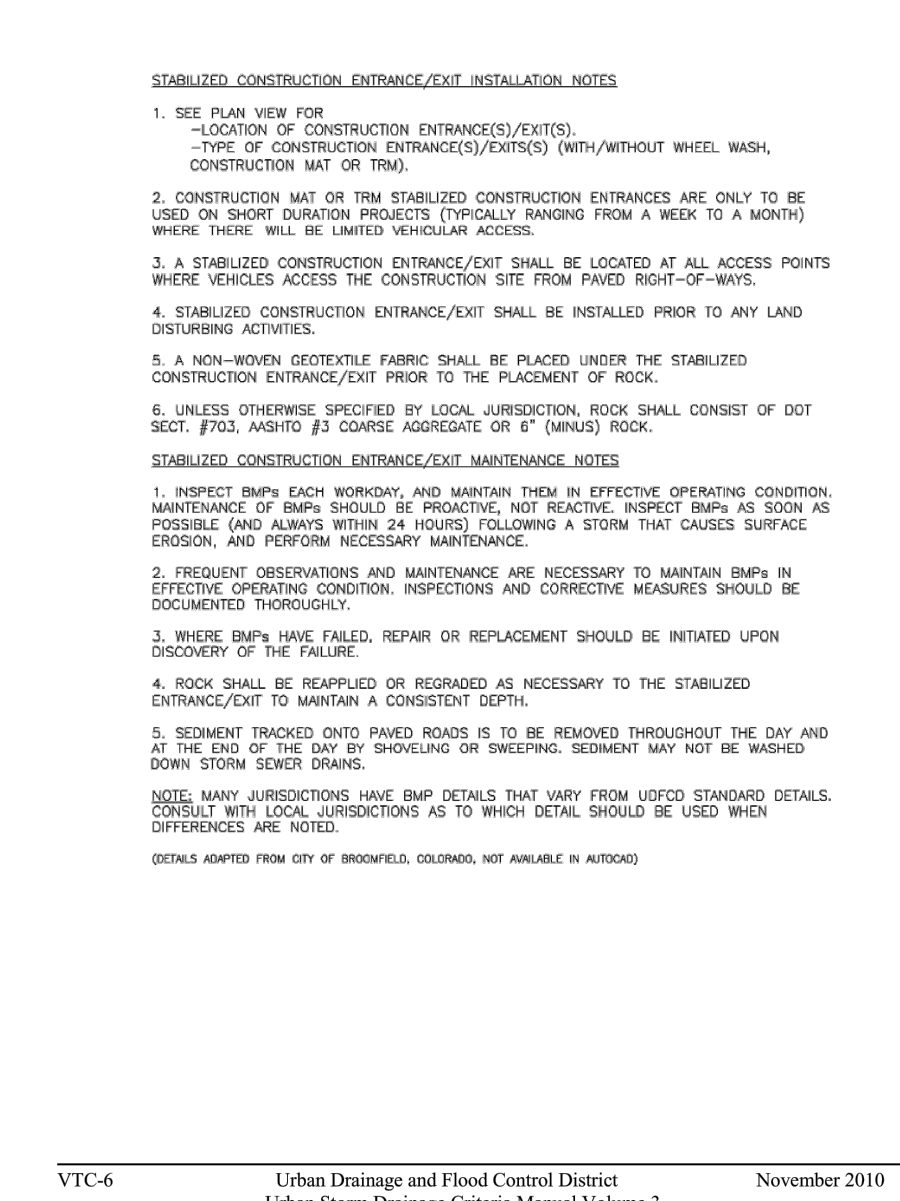 STABILIZED CONSTRUCTION ENTRANCE/EXIT INSTALLATION NOTES
1. SEE PLAN VIEW FOR
-LOCATION OF CONSTRUCTION ENTRANCE(S)/EXIT(S).
-TYPE OF CONSTRUCTION ENTRANCE(S)/EXITS(S) (WITH/WITHOUT WHEEL WASH,
CONSTRUCTION MAT OR TRM).
2. CONSTRUCTION MAT OR TRM STABILIZED CONSTRUCTION ENTRANCES ARE ONLY TO BE
USED ON SHORT DURATION PROJECTS (TYPICALLY RANGING FROM A WEEK TO A MONTH)
WHERE THERE WILL BE LIMITED VEHICULAR ACCESS.
3. A STABILIZED CONSTRUCTION ENTRANCE/EXIT SHALL BE LOCATED AT ALL ACCESS POINTS
WHERE VEHICLES ACCESS THE CONSTRUCTION SITE FROM PAVED RIGHT-OF-WAYS.
4. STABILIZED CONSTRUCTION ENTRANCE/EXIT SHALL BE INSTALLED PRIOR TO ANY LAND
DISTURBING ACTIVITIES.
5. A NON-WOVEN GEOTEXTILE FABRIC SHALL BE PLACED UNDER THE STABILIZED
CONSTRUCTION ENTRANCE/EXIT PRIOR TO THE PLACEMENT OF ROCK.
6. UNLESS OTHERWISE SPECIFIED BY LOCAL JURISDICTION, ROCK SHALL CONSIST OF DOT
SECT. #703, AASHTO #3 COARSE AGGREGATE OR 6" (MINUS) ROCK.
STABILIZED CONSTRUCTION ENTRANCE/EXIT MAINTENANCE NOTES
1. INSPECT BMPs EACH WORKDAY, AND MAINTAIN THEM IN EFFECTIVE OPERATING CONDITION.
MAINTENANCE OF BMPs SHOULD BE PROACTIVE, NOT REACTIVE. INSPECT BMPs AS SOON AS
POSSIBLE (AND ALWAYS WITHIN 24 HOURS) FOLLOWING A STORM THAT CAUSES SURFACE
EROSION, AND PERFORM NECESSARY MAINTENANCE.
2. FREQUENT OBSERVATIONS AND MAINTENANCE ARE NECESSARY TO MAINTAIN BMPs IN
EFFECTIVE OPERATING CONDITION. INSPECTIONS AND CORRECTIVE MEASURES SHOULD BE
DOCUMENTED THOROUGHLY.
3. WHERE BMPs HAVE FAILED, REPAIR OR REPLACEMENT SHOULD BE INITIATED UPON
DISCOVERY OF THE FAILURE.
4. ROCK SHALL BE REAPPLIED OR REGRADED AS NECESSARY TO THE STABILIZED
ENTRANCE/EXIT TO MAINTAIN A CONSISTENT DEPTH.
5. SEDIMENT TRACKED ONTO PAVED ROADS IS TO BE REMOVED THROUGHOUT THE DAY AND
AT THE END OF THE DAY BY SHOVELING OR SWEEPING. SEDIMENT MAY NOT BE WASHED
DOWN STORM SEWER DRAINS.
NOTE: MANY JURISDICTIONS HAVE BMP DETAILS THAT VARY FROM UDFCD STANDARD DETAILS.
CONSULT WITH LOCAL JURISDICTIONS AS TO WHICH DETAIL SHOULD BE USED WHEN
DIFFERENCES ARE NOTED.
(DETAILS ADAPTED FROM CITY OF BROOMFIELD, COLORADO, NOT AVAILABLE IN AUTOCAD)
VTC-6 Urban Drainage and Flood Control District November 2010
Urban Storm Drainage Criteria Manual Volume 3